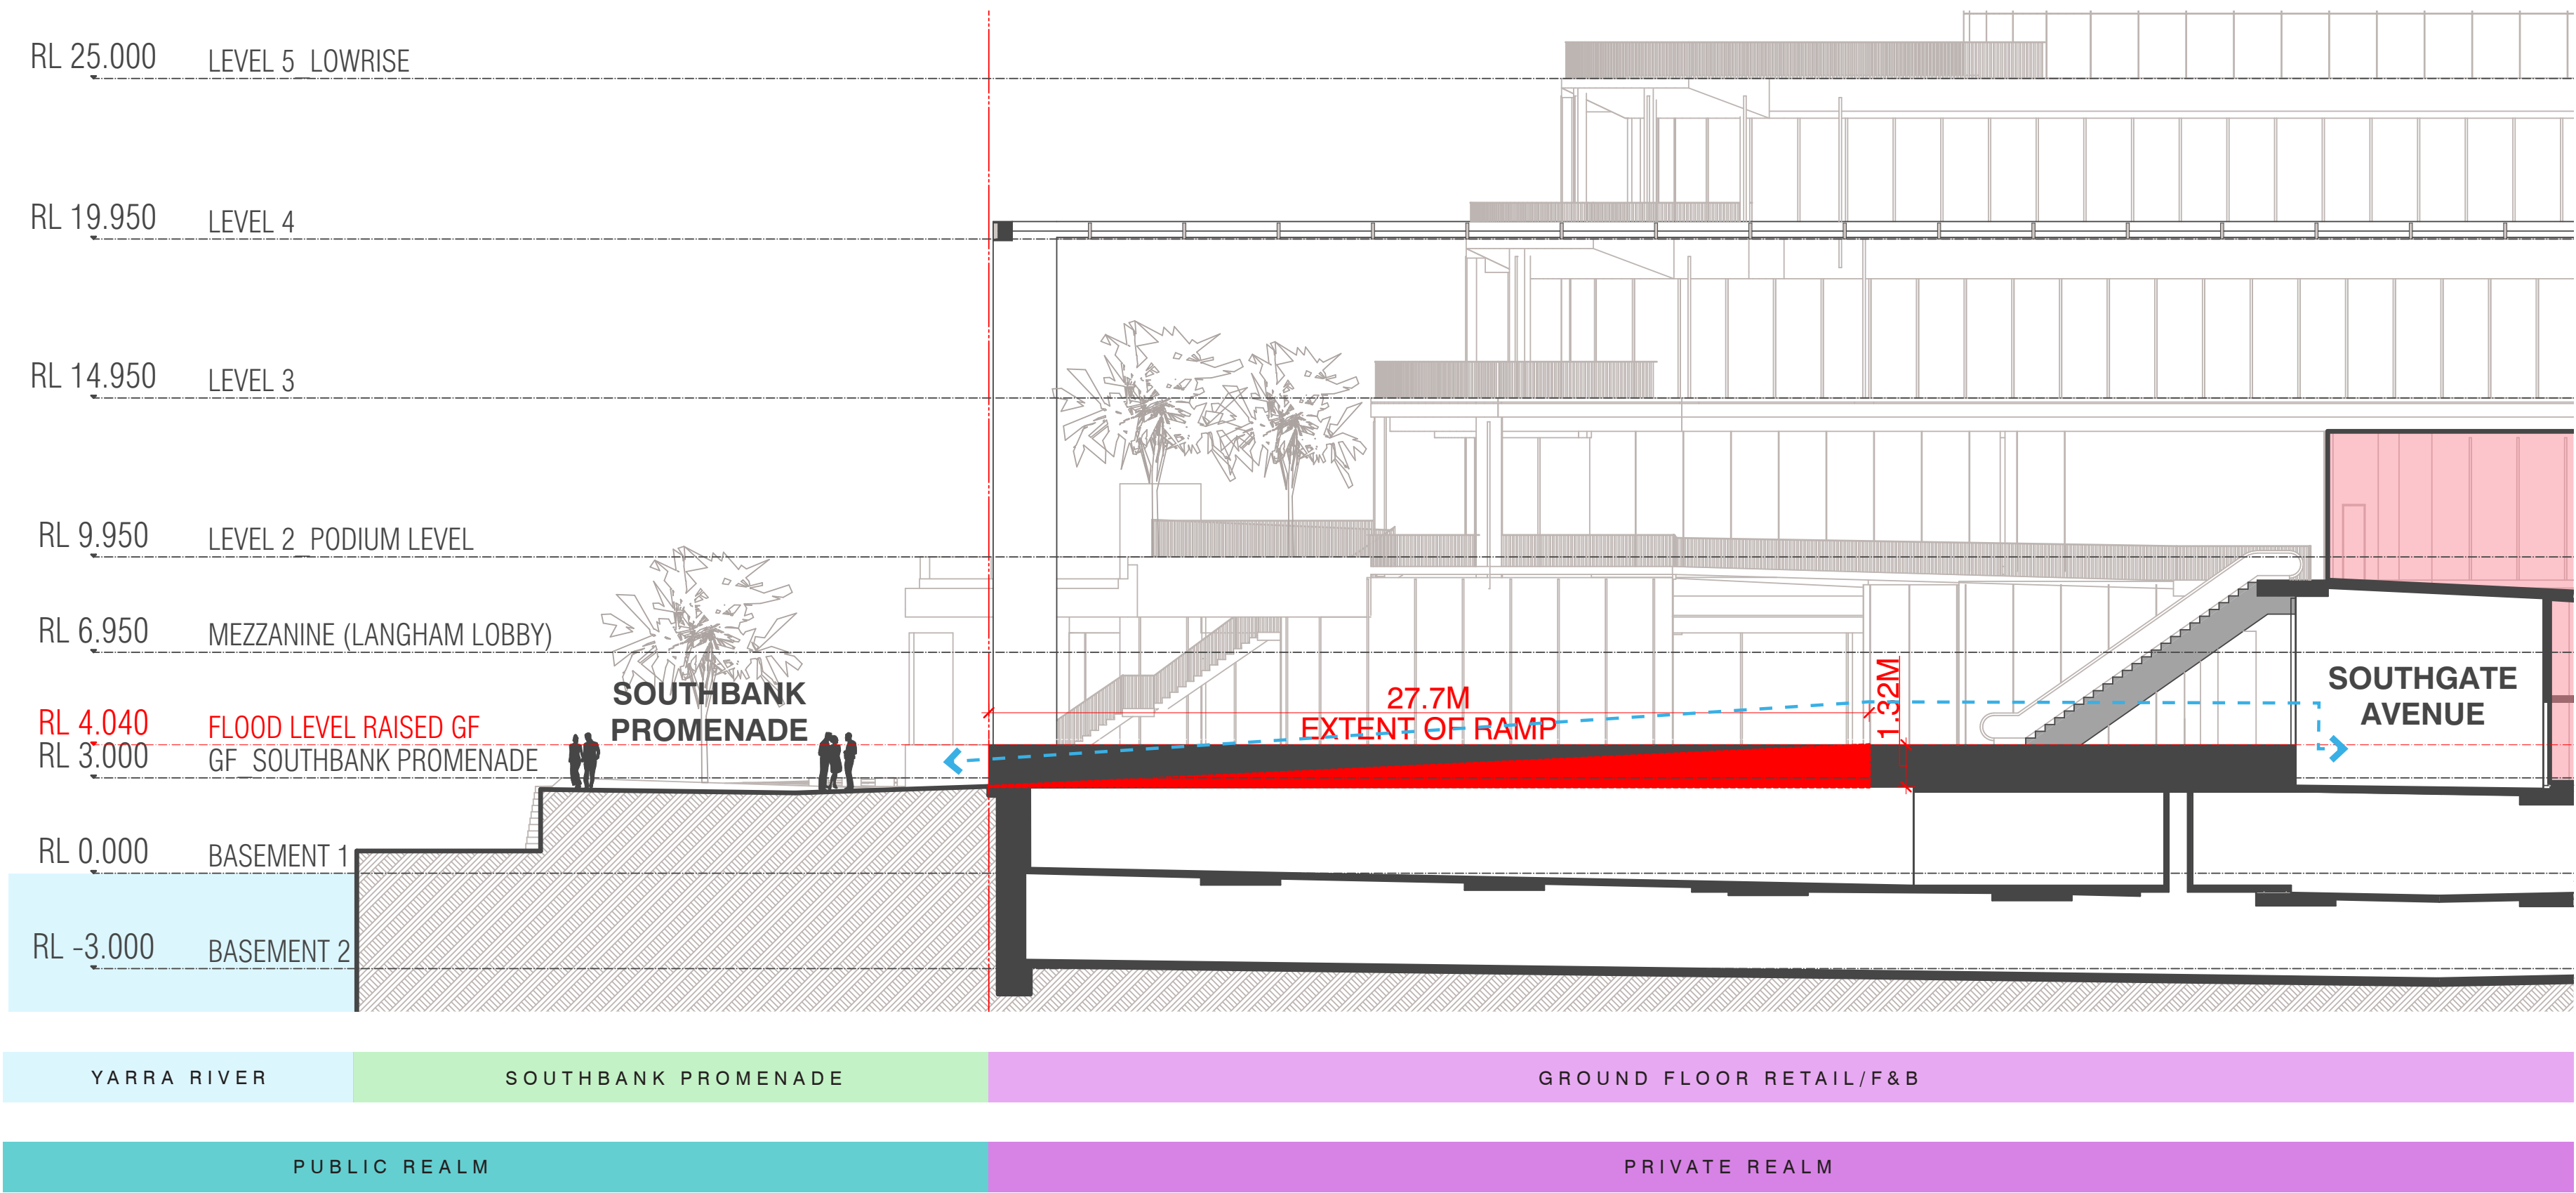 RL 25.000 LEVEL 5_LOWRISE
RL 19.950 LEVEL 4
RL 14.950 LEVEL 3
RL 9.950 LEVEL 2_PODIUM LEVEL
RL 6.950 MEZZANINE (LANGHAM LOBBY)
RL 4.040 FLOOD LEVEL RAISED GF
RL 3.000 GF_SOUTHBANK PROMENADE
RL 0.000 BASEMENT 1
RL -3.000 BASEMENT 2
SOUTHBANK
PROMENADE
27.7M
EXTENT OF RAMP
1.32M
SOUTHGATE
AVENUE
YARRA RIVER
SOUTHBANK PROMENADE
GROUND FLOOR RETAIL/F&B
PUBLIC REALM
PRIVATE REALM